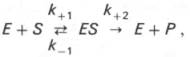 E + S ⇄ ES → E + P,
k₊₁ k₊₂
k₋₁